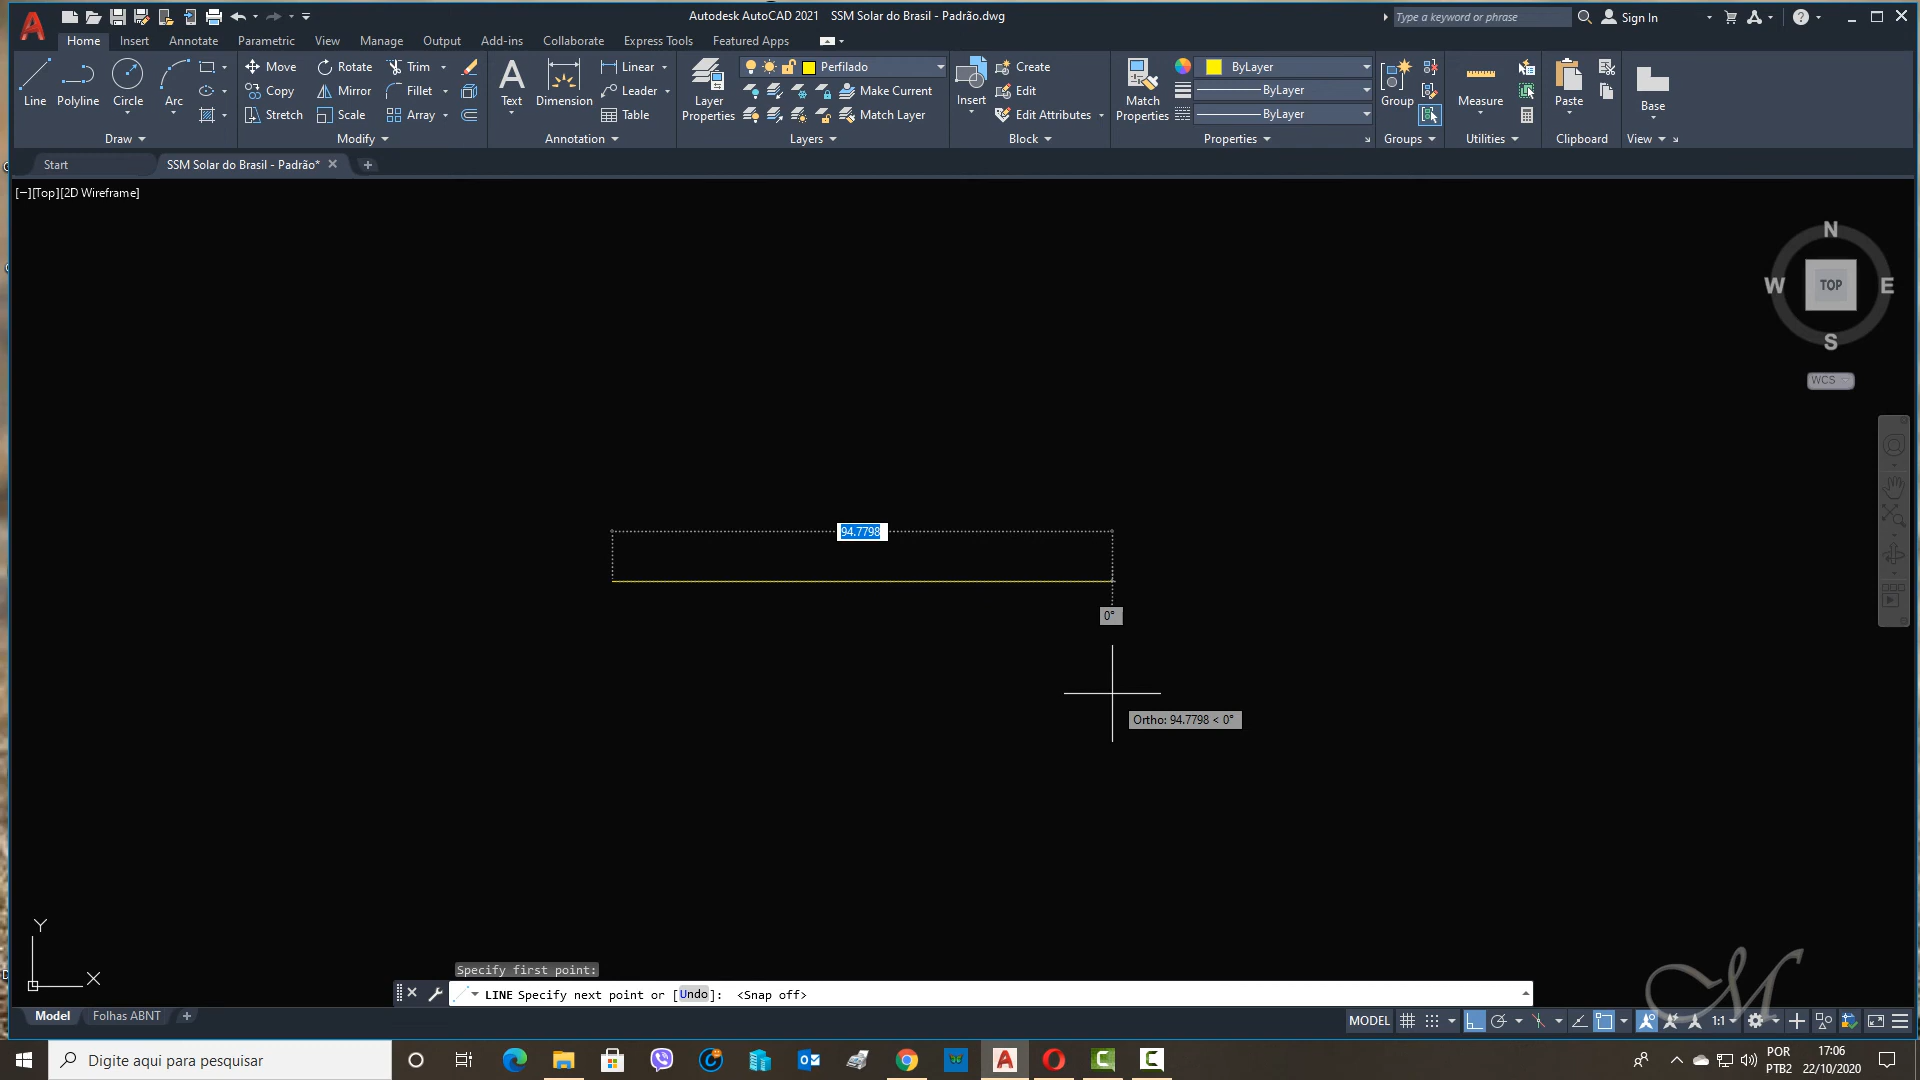 Autodesk AutoCAD 2021 SSM Solar do Brasil - Padrão.dwg
Type a keyword or phrase
Sign In
Home Insert Annotate Parametric View Manage Output Add-ins Collaborate Express Tools Featured Apps
Line Polyline Circle Arc
Move Rotate Trim
Copy Mirror Fillet
Stretch Scale Array
Text Dimension
Linear
Leader
Table
Layer Properties
Perfilado
Make Current
Match Layer
Insert
Create
Edit
Edit Attributes
Match Properties
ByLayer
ByLayer
ByLayer
Group
Measure
Paste
Base
Draw Modify Annotation Layers Block Properties Groups Utilities Clipboard View
Start SSM Solar do Brasil - Padrão*
[−][Top][2D Wireframe]
N
W TOP E
S
WCS
94.7798
0°
Ortho: 94.7798 < 0°
Y
X
Specify first point:
LINE Specify next point or [Undo]: <Snap off>
M
Model Folhas ABNT
MODEL 1:1
Digite aqui para pesquisar
POR
PTB2
17:06
22/10/2020